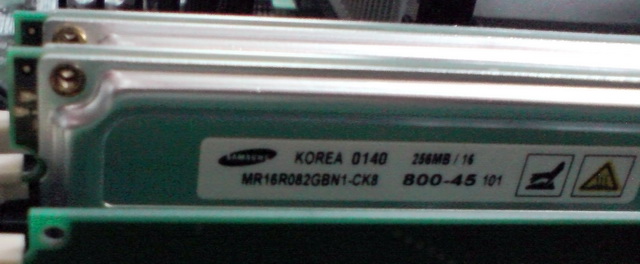 SAMSUNG KOREA 0140 256MB/16
MR16R082GBN1-CK8 800-45 101